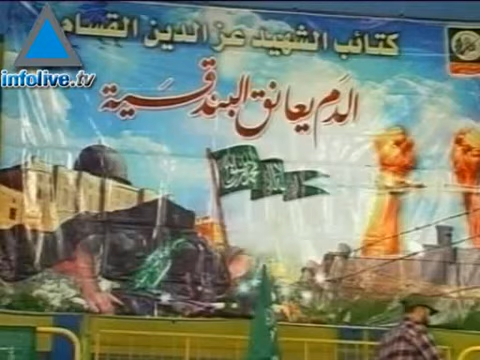 infolive.tv
كتائب الشهيد عز الدين القسام
الدم يعانق البندقية